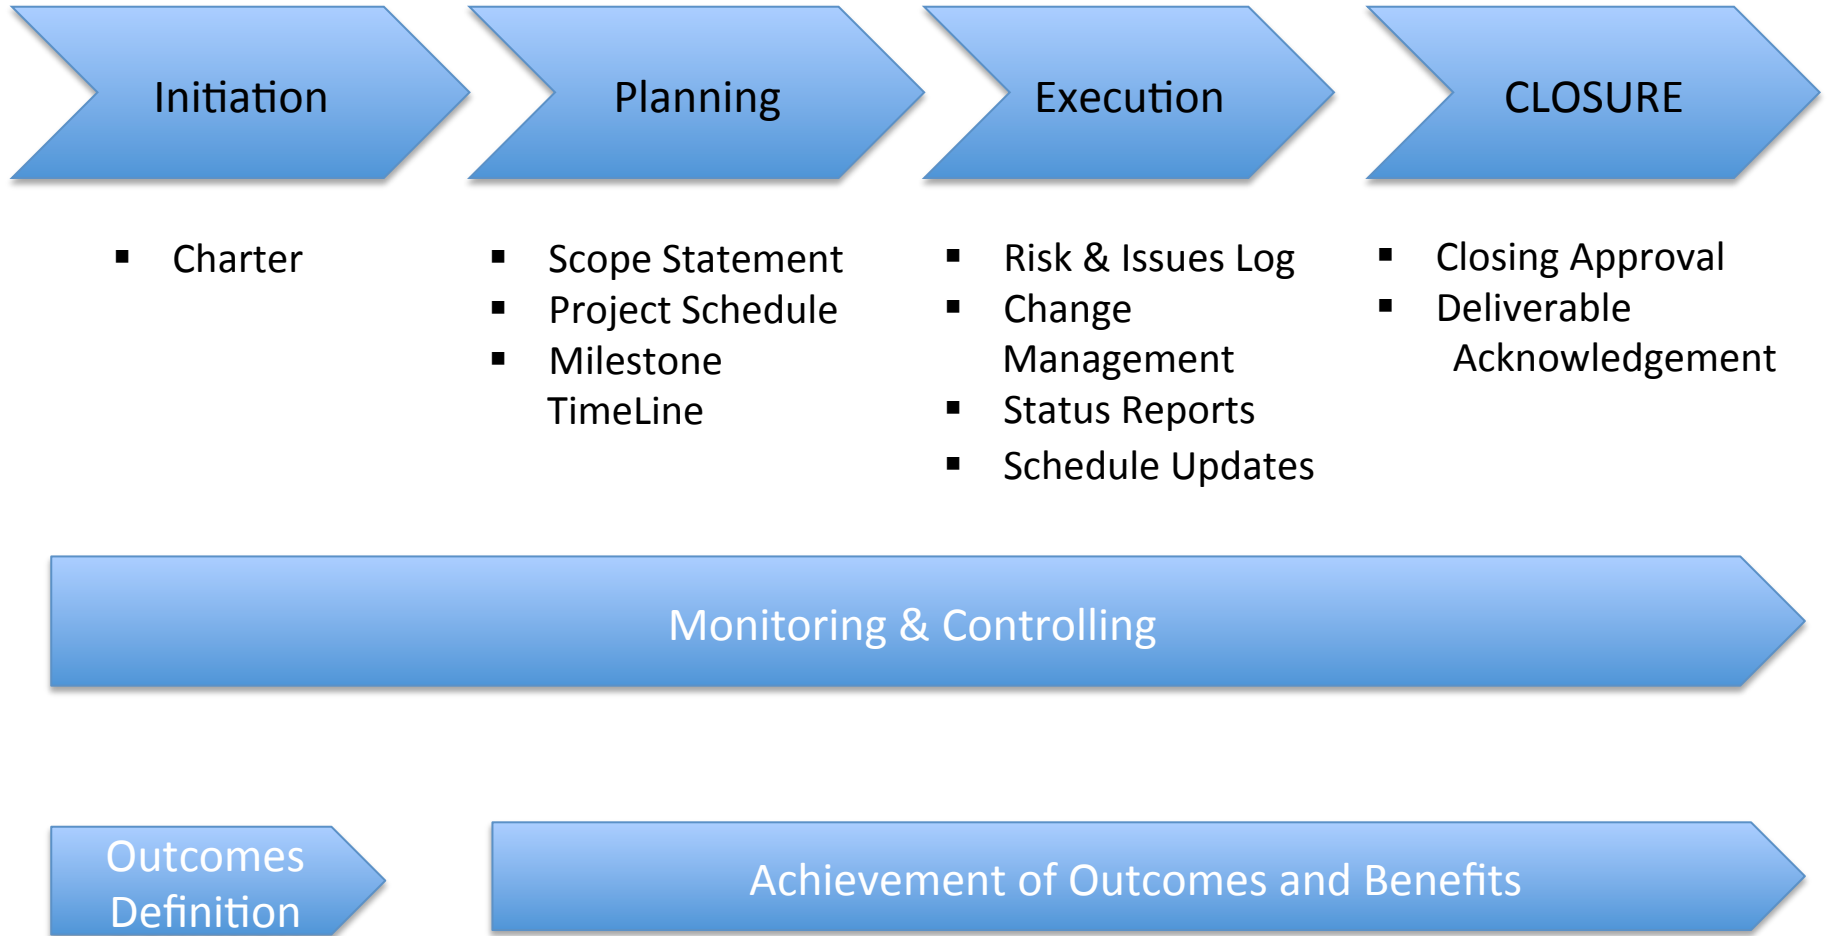 Initiation
Planning
Execution
CLOSURE
▪ Charter
▪ Scope Statement
▪ Project Schedule
▪ Milestone
TimeLine
▪ Risk & Issues Log
▪ Change
Management
▪ Status Reports
▪ Schedule Updates
▪ Closing Approval
▪ Deliverable
Acknowledgement
Monitoring & Controlling
Outcomes
Definition
Achievement of Outcomes and Benefits